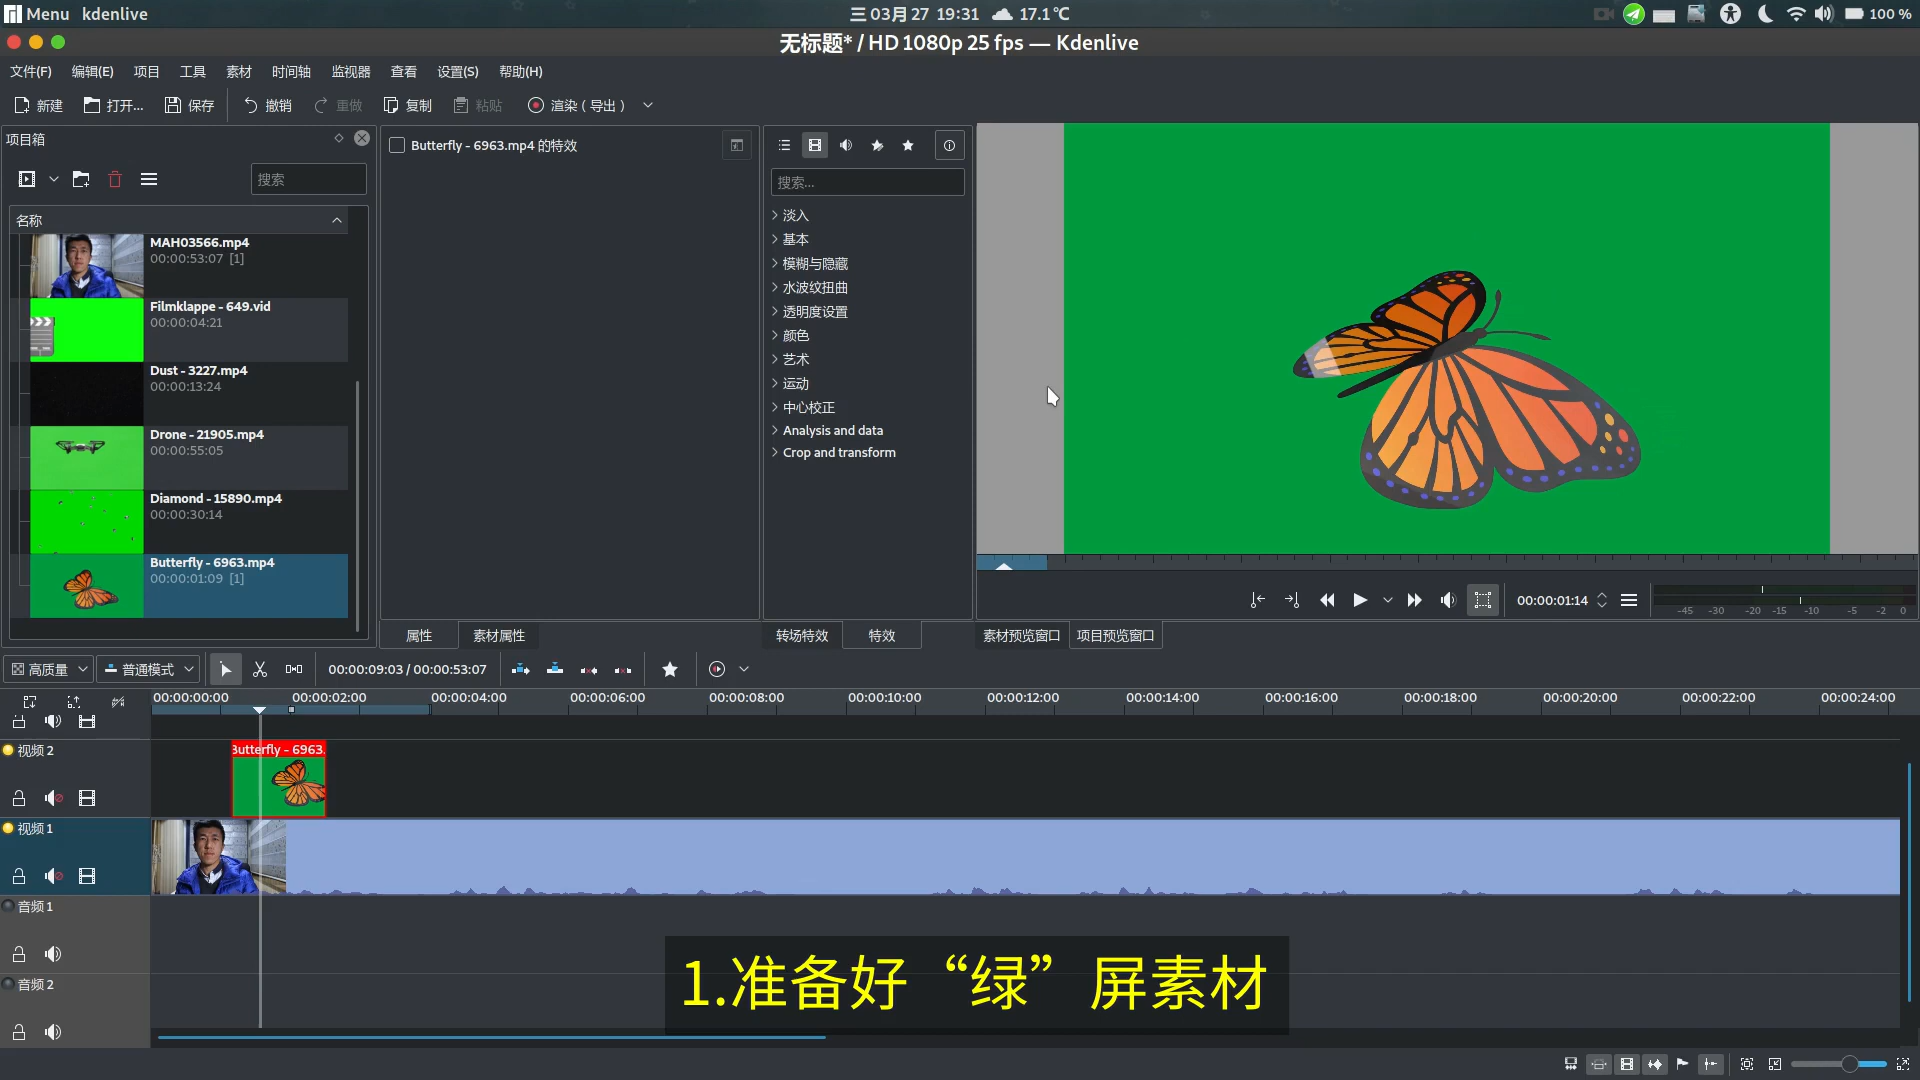 Menu kdenlive
三 03月 27 19:31 17.1℃
100 %
无标题* / HD 1080p 25 fps — Kdenlive
文件(F) 编辑(E) 项目 工具 素材 时间轴 监视器 查看 设置(S) 帮助(H)
新建 打开... 保存 撤销 重做 复制 粘贴 渲染（导出）
项目箱
搜索
名称
MAH03566.mp4
00:00:53:07 [1]
Filmklappe - 649.vid
00:00:04:21
Dust - 3227.mp4
00:00:13:24
Drone - 21905.mp4
00:00:55:05
Diamond - 15890.mp4
00:00:30:14
Butterfly - 6963.mp4
00:00:01:09 [1]
Butterfly - 6963.mp4 的特效
属性 素材属性
搜索...
淡入
基本
模糊与隐藏
水波纹扭曲
透明度设置
颜色
艺术
运动
中心校正
Analysis and data
Crop and transform
转场特效 特效
00:00:01:14
-45 -30 -20 -15 -10 -5 -2 0
素材预览窗口 项目预览窗口
高质量 普通模式 00:00:09:03 / 00:00:53:07
00:00:00:00 00:00:02:00 00:00:04:00 00:00:06:00 00:00:08:00 00:00:10:00 00:00:12:00 00:00:14:00 00:00:16:00 00:00:18:00 00:00:20:00 00:00:22:00 00:00:24:00
视频 2
Butterfly - 6963.
视频 1
音频 1
音频 2
1.准备好“绿”屏素材